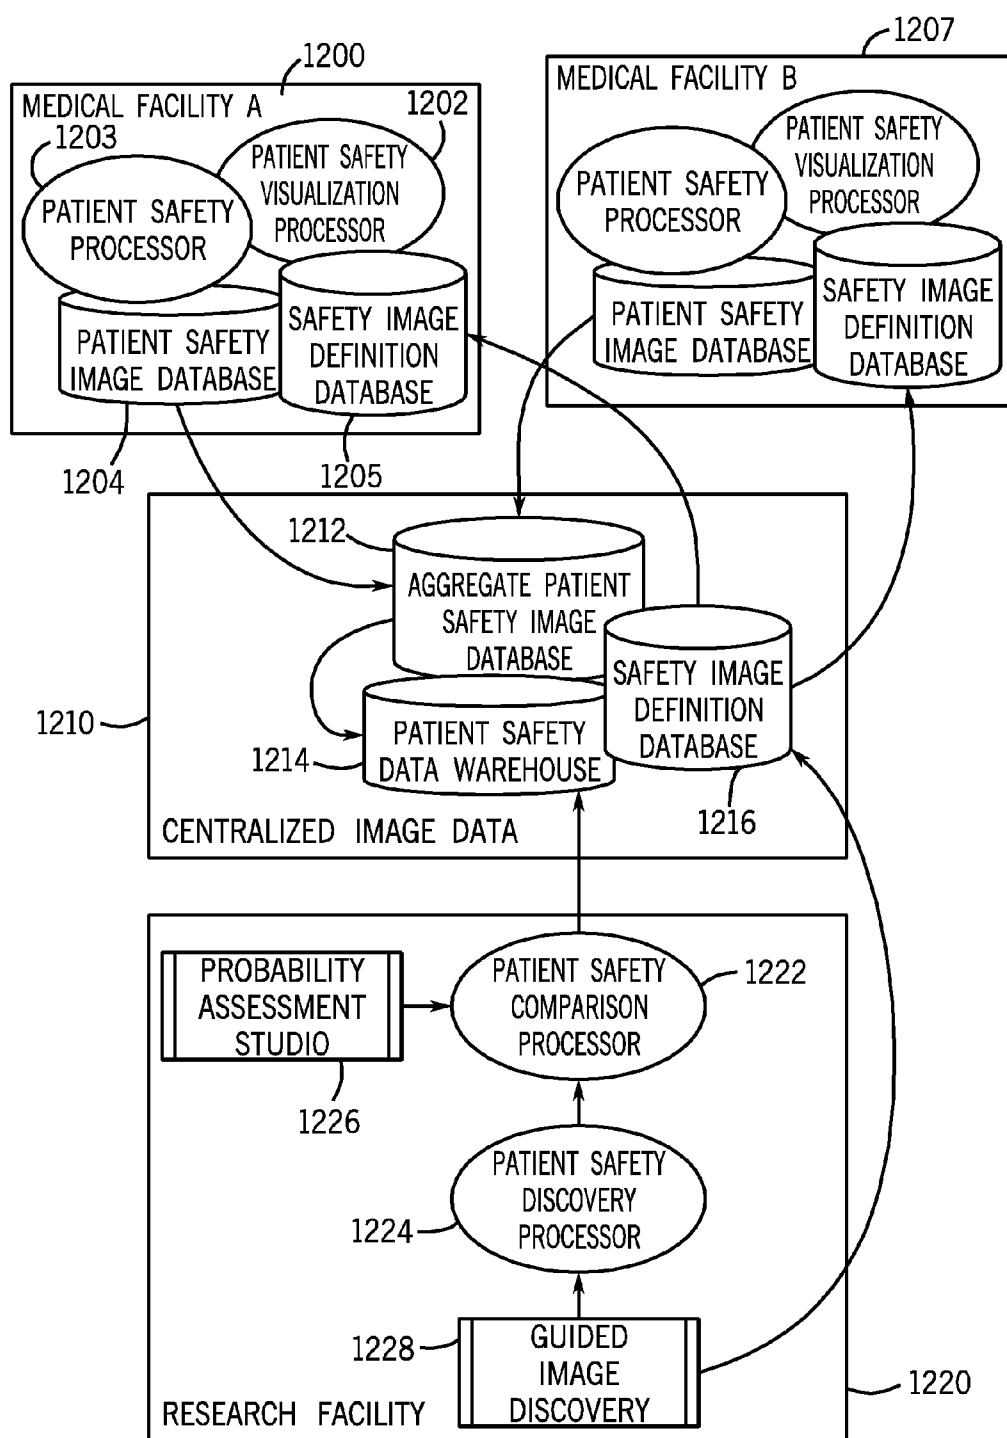 1200
MEDICAL FACILITY A
1202
1203
PATIENT SAFETY
VISUALIZATION
PROCESSOR
PATIENT SAFETY
PROCESSOR
PATIENT SAFETY
IMAGE DATABASE
SAFETY IMAGE
DEFINITION
DATABASE
1204
1205
1207
MEDICAL FACILITY B
PATIENT SAFETY
VISUALIZATION
PROCESSOR
PATIENT SAFETY
PROCESSOR
PATIENT SAFETY
IMAGE DATABASE
SAFETY IMAGE
DEFINITION
DATABASE
1212
AGGREGATE PATIENT
SAFETY IMAGE
DATABASE
SAFETY IMAGE
DEFINITION
DATABASE
1210
1214
PATIENT SAFETY
DATA WAREHOUSE
1216
CENTRALIZED IMAGE DATA
PROBABILITY
ASSESSMENT
STUDIO
1226
PATIENT SAFETY
COMPARISON
PROCESSOR
1222
PATIENT SAFETY
DISCOVERY
PROCESSOR
1224
1228
GUIDED
IMAGE
DISCOVERY
1220
RESEARCH FACILITY